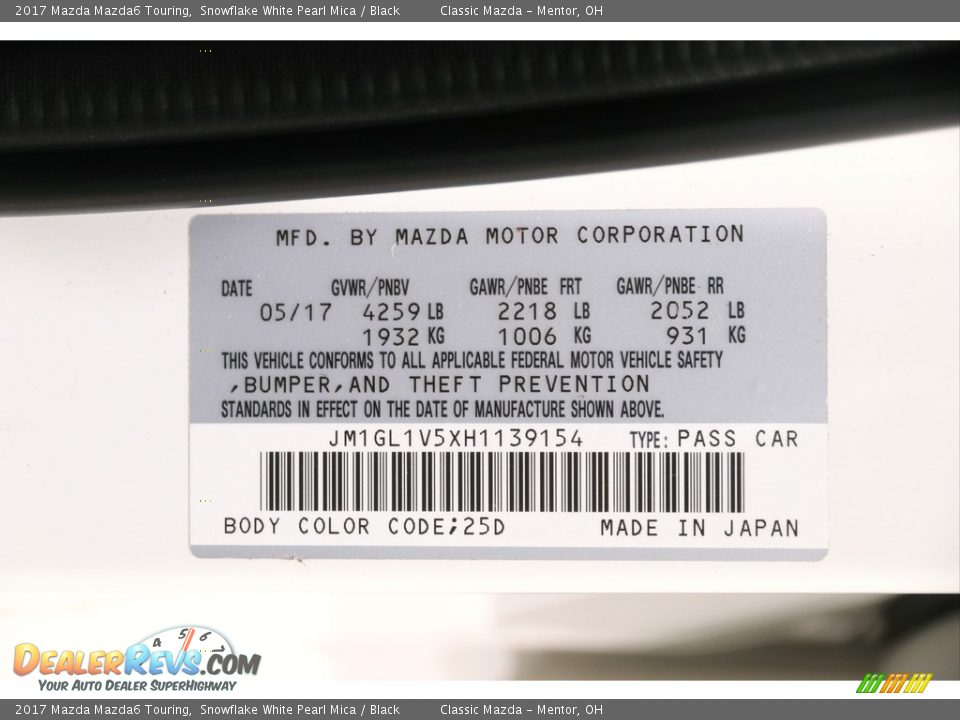 2017 Mazda Mazda6 Touring, Snowflake White Pearl Mica / Black Classic Mazda - Mentor, OH
MFD. BY MAZDA MOTOR CORPORATION
DATE GVWR/PNBV GAWR/PNBE FRT GAWR/PNBE RR
05/17 4259 LB 2218 LB 2052 LB
1932 KG 1006 KG 931 KG
THIS VEHICLE CONFORMS TO ALL APPLICABLE FEDERAL MOTOR VEHICLE SAFETY
,BUMPER,AND THEFT PREVENTION
STANDARDS IN EFFECT ON THE DATE OF MANUFACTURE SHOWN ABOVE.
JM1GL1V5XH1139154 TYPE: PASS CAR
BODY COLOR CODE;25D MADE IN JAPAN
4 5 6
DEALERREVS.COM
YOUR AUTO DEALER SUPERHIGHWAY
2017 Mazda Mazda6 Touring, Snowflake White Pearl Mica / Black Classic Mazda - Mentor, OH